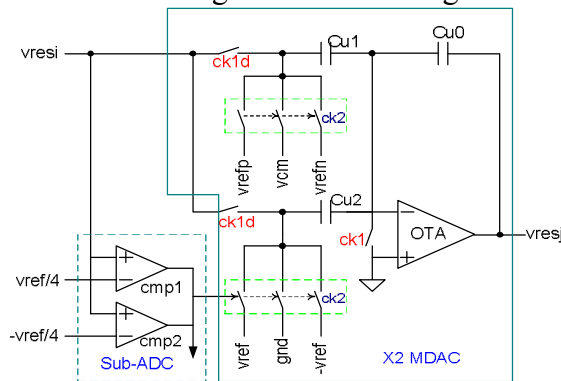 Cu1
Cu0
vresi
ck1d
ck2
vrefp
vcm
vrefn
Cu2
ck1d
ck1
OTA
vresj
cmp1
vref/4
ck2
cmp2
-vref/4
vref
gnd
-vref
Sub-ADC
X2 MDAC